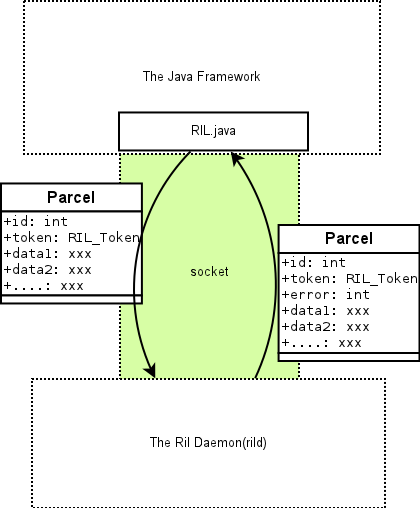 The Java Framework
RIL.java
Parcel
+id: int
+token: RIL_Token
+data1: xxx
+data2: xxx
+....: xxx
socket
Parcel
+id: int
+token: RIL_Token
+error: int
+data1: xxx
+data2: xxx
+....: xxx
The Ril Daemon(rild)